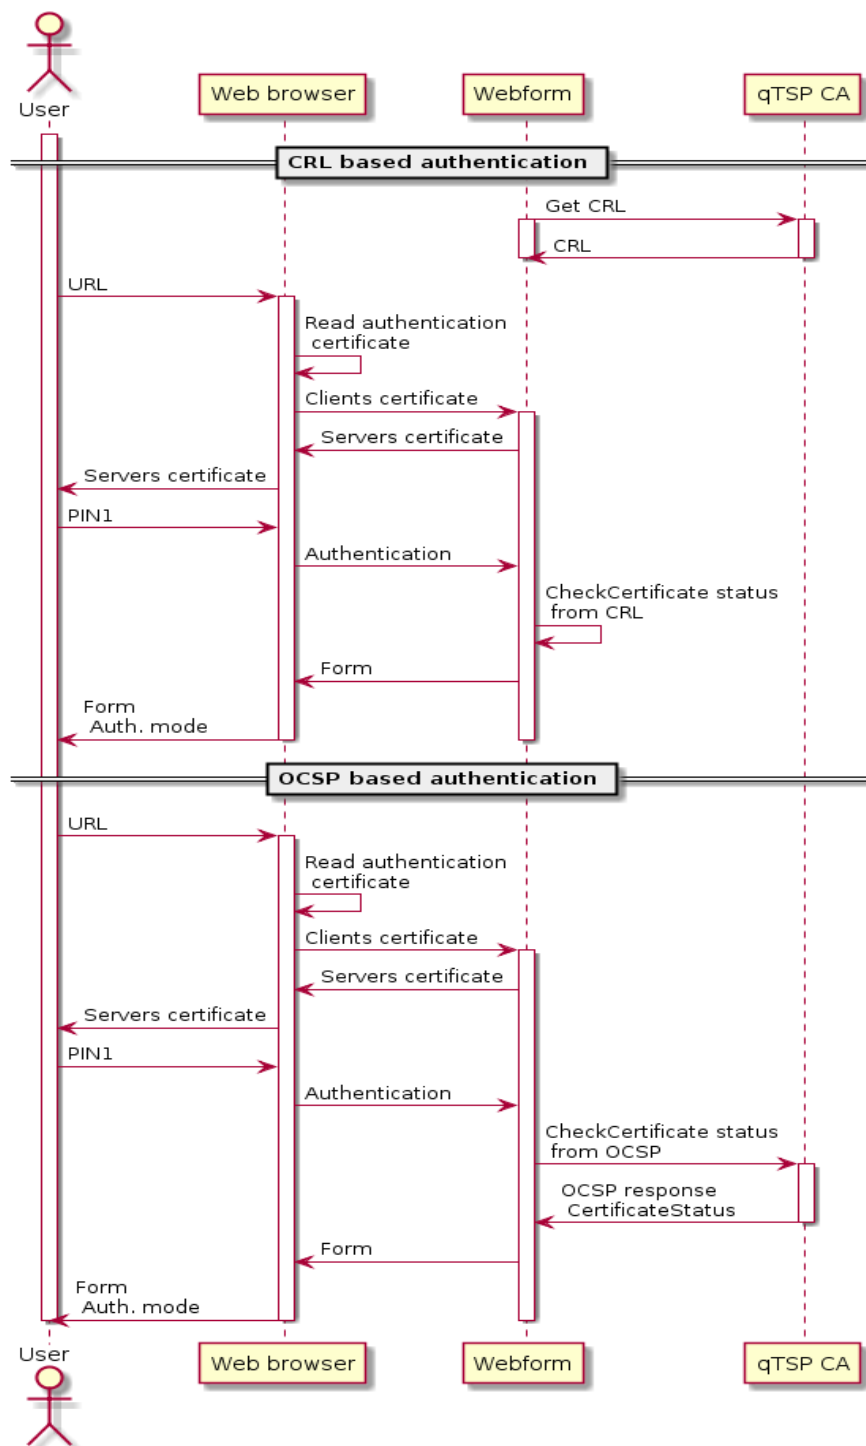 User
Web browser
Webform
qTSP CA
CRL based authentication
Get CRL
CRL
URL
Read authentication
certificate
Clients certificate
Servers certificate
Servers certificate
PIN1
Authentication
CheckCertificate status
from CRL
Form
Form
Auth. mode
OCSP based authentication
URL
Read authentication
certificate
Clients certificate
Servers certificate
Servers certificate
PIN1
Authentication
CheckCertificate status
from OCSP
OCSP response
CertificateStatus
Form
Form
Auth. mode
User
Web browser
Webform
qTSP CA